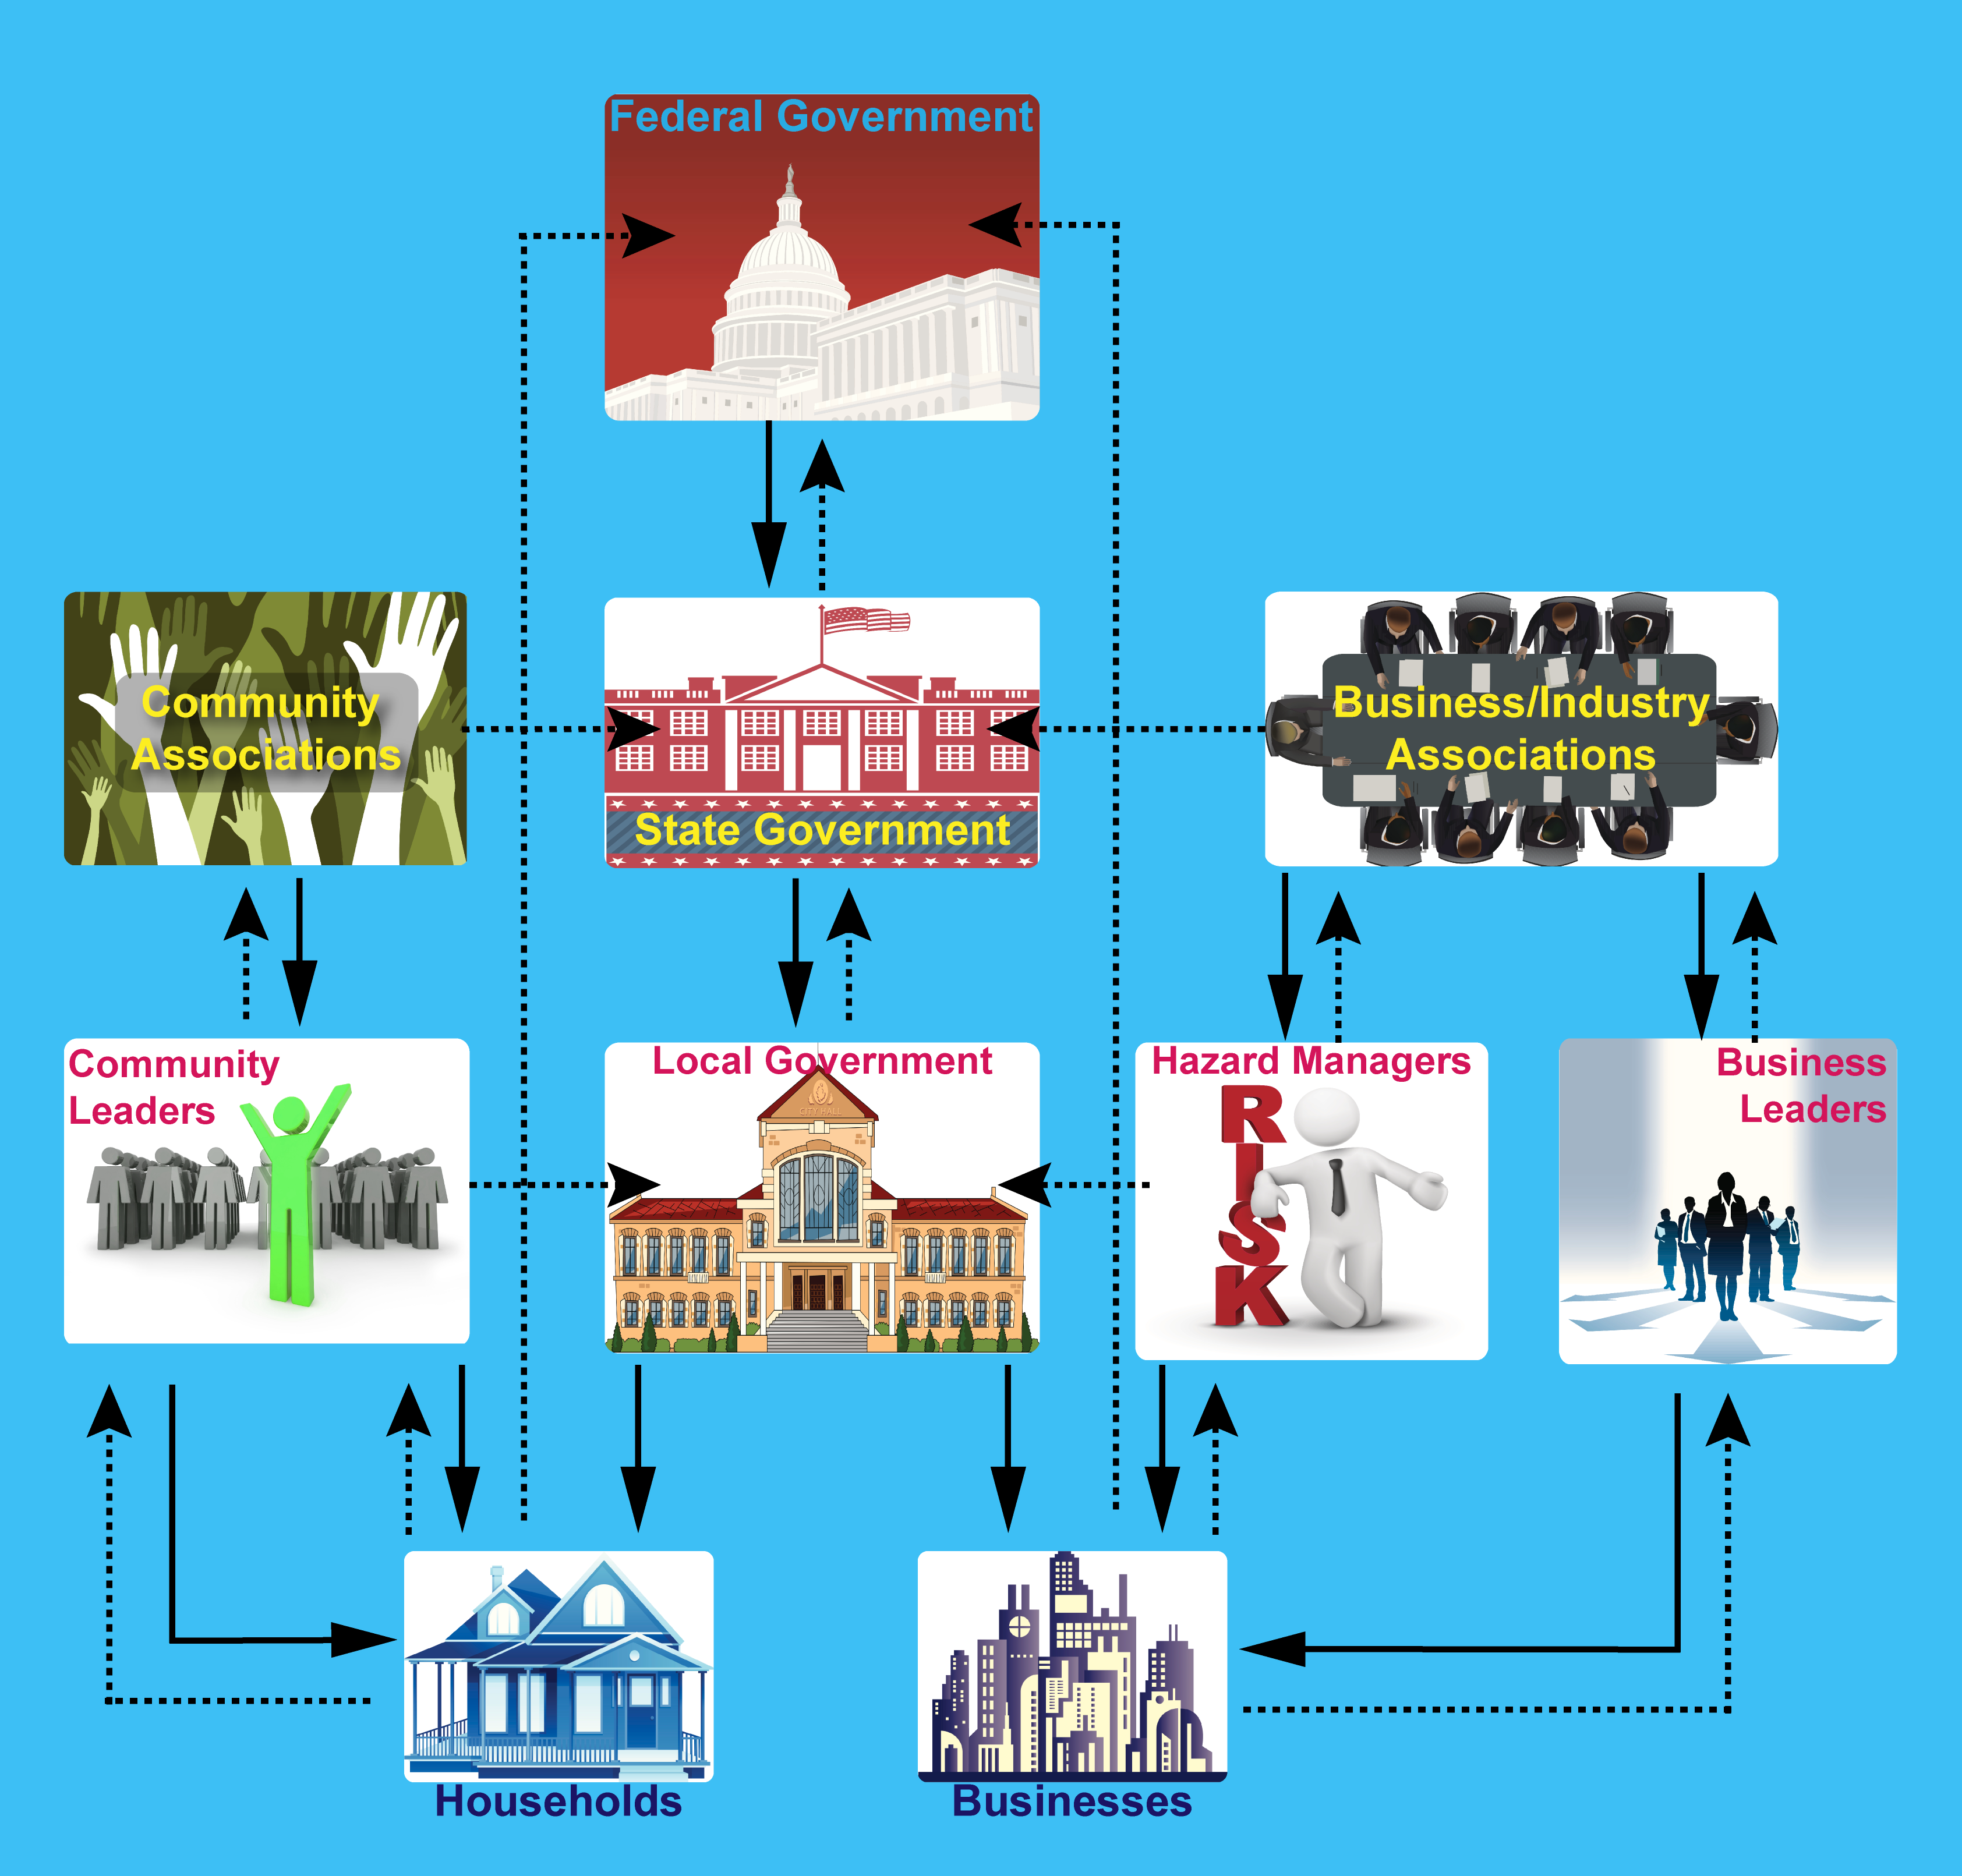 Federal Government
Community
Associations
State Government
Business/Industry
Associations
Community
Leaders
Local Government
CITY HALL
Hazard Managers
RISK
Business
Leaders
Households
Businesses